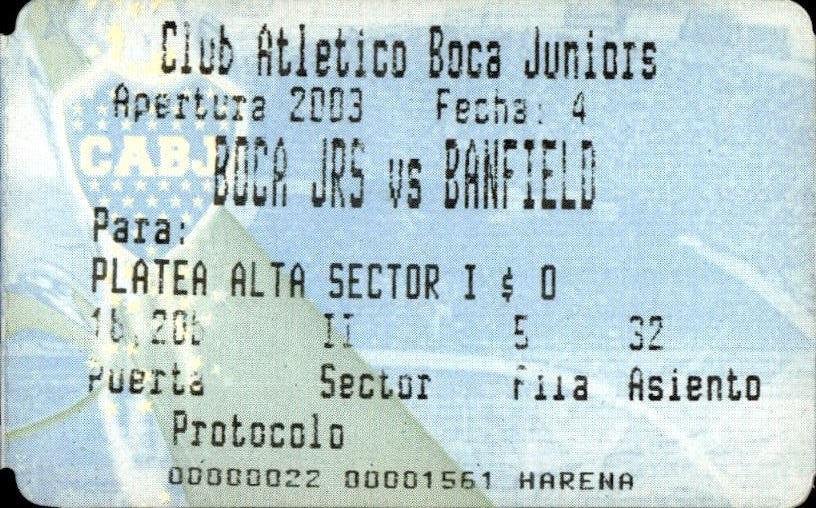 Club Atletico Boca Juniors
Apertura 2003 Fecha: 4
CABJ
BOCA JRS vs BANFIELD
Para:
PLATEA ALTA SECTOR I $ 0
II 5 32
Puerta Sector Fila Asiento
Protocolo
00000022 00001561 HARENA